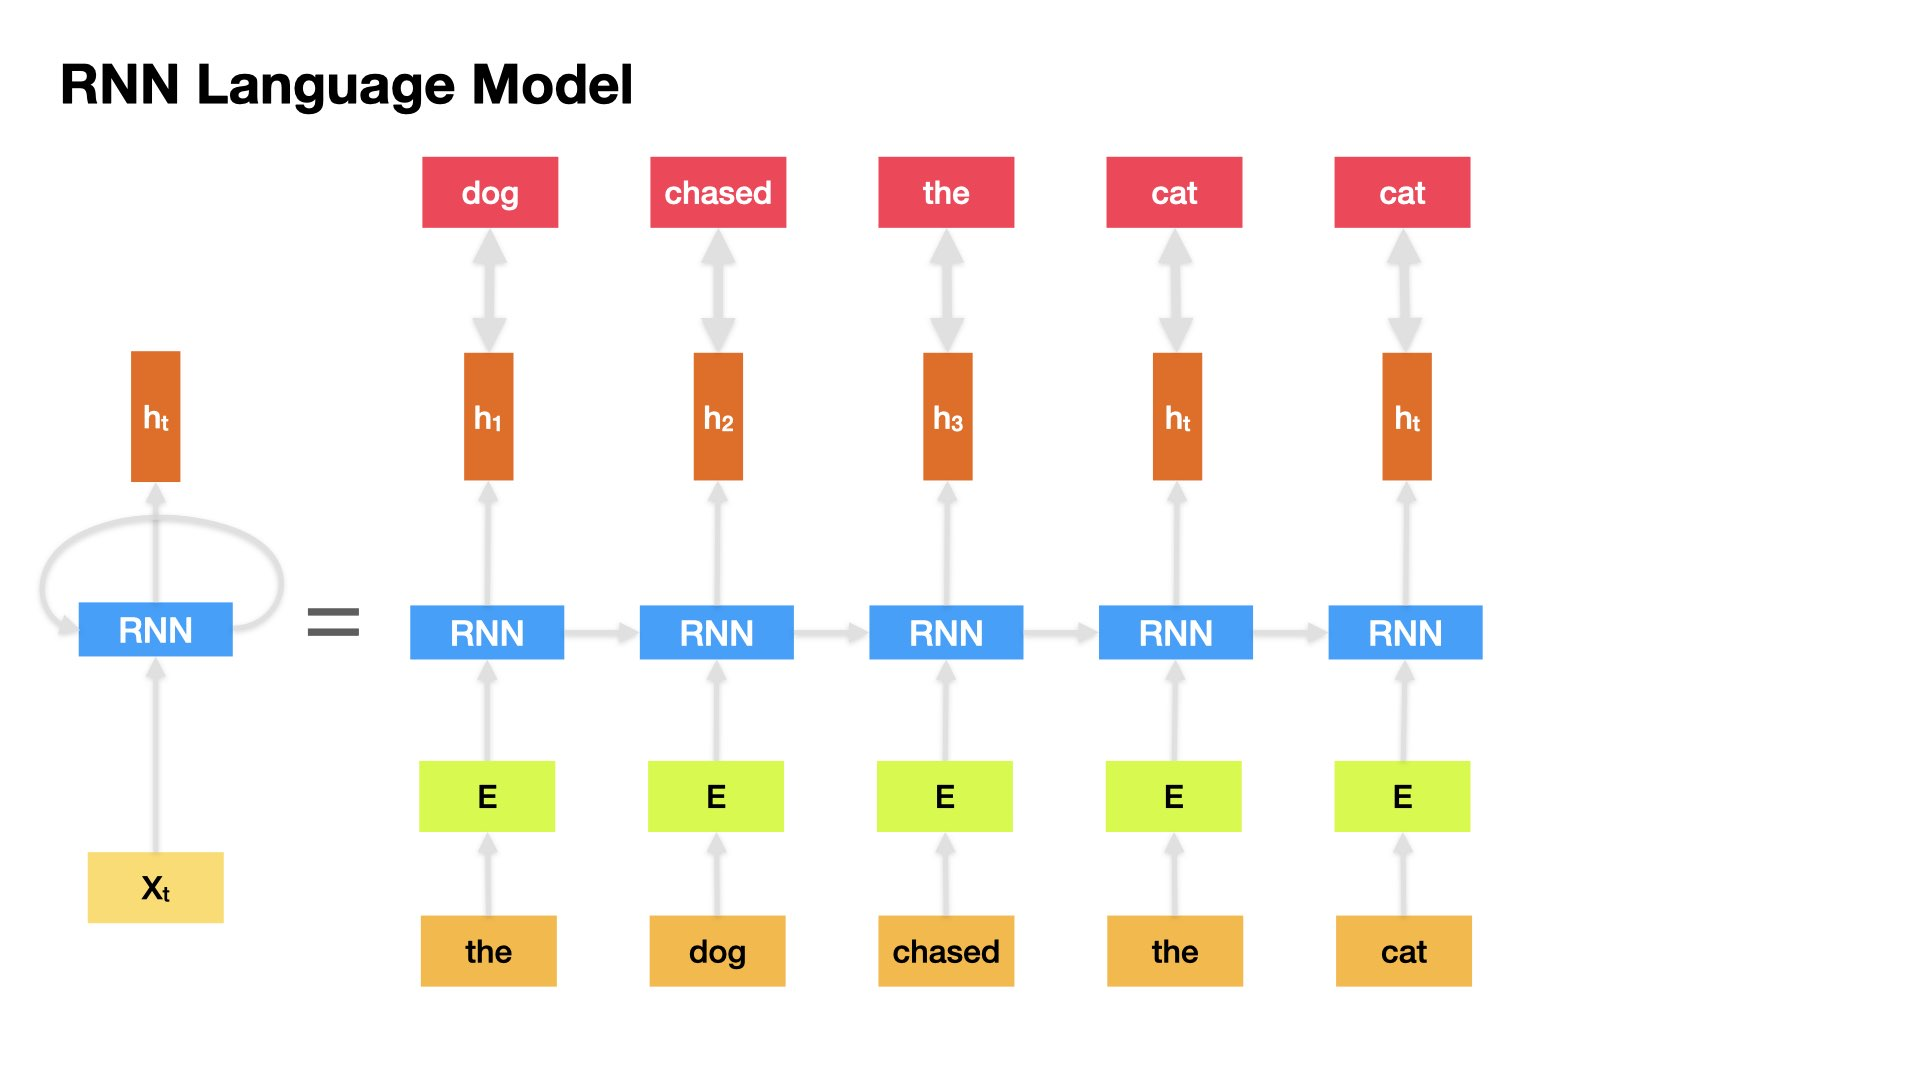 RNN Language Model
dog chased the cat cat
hₜ h₁ h₂ h₃ hₜ hₜ
RNN = RNN RNN RNN RNN RNN
E E E E E
Xₜ
the dog chased the cat